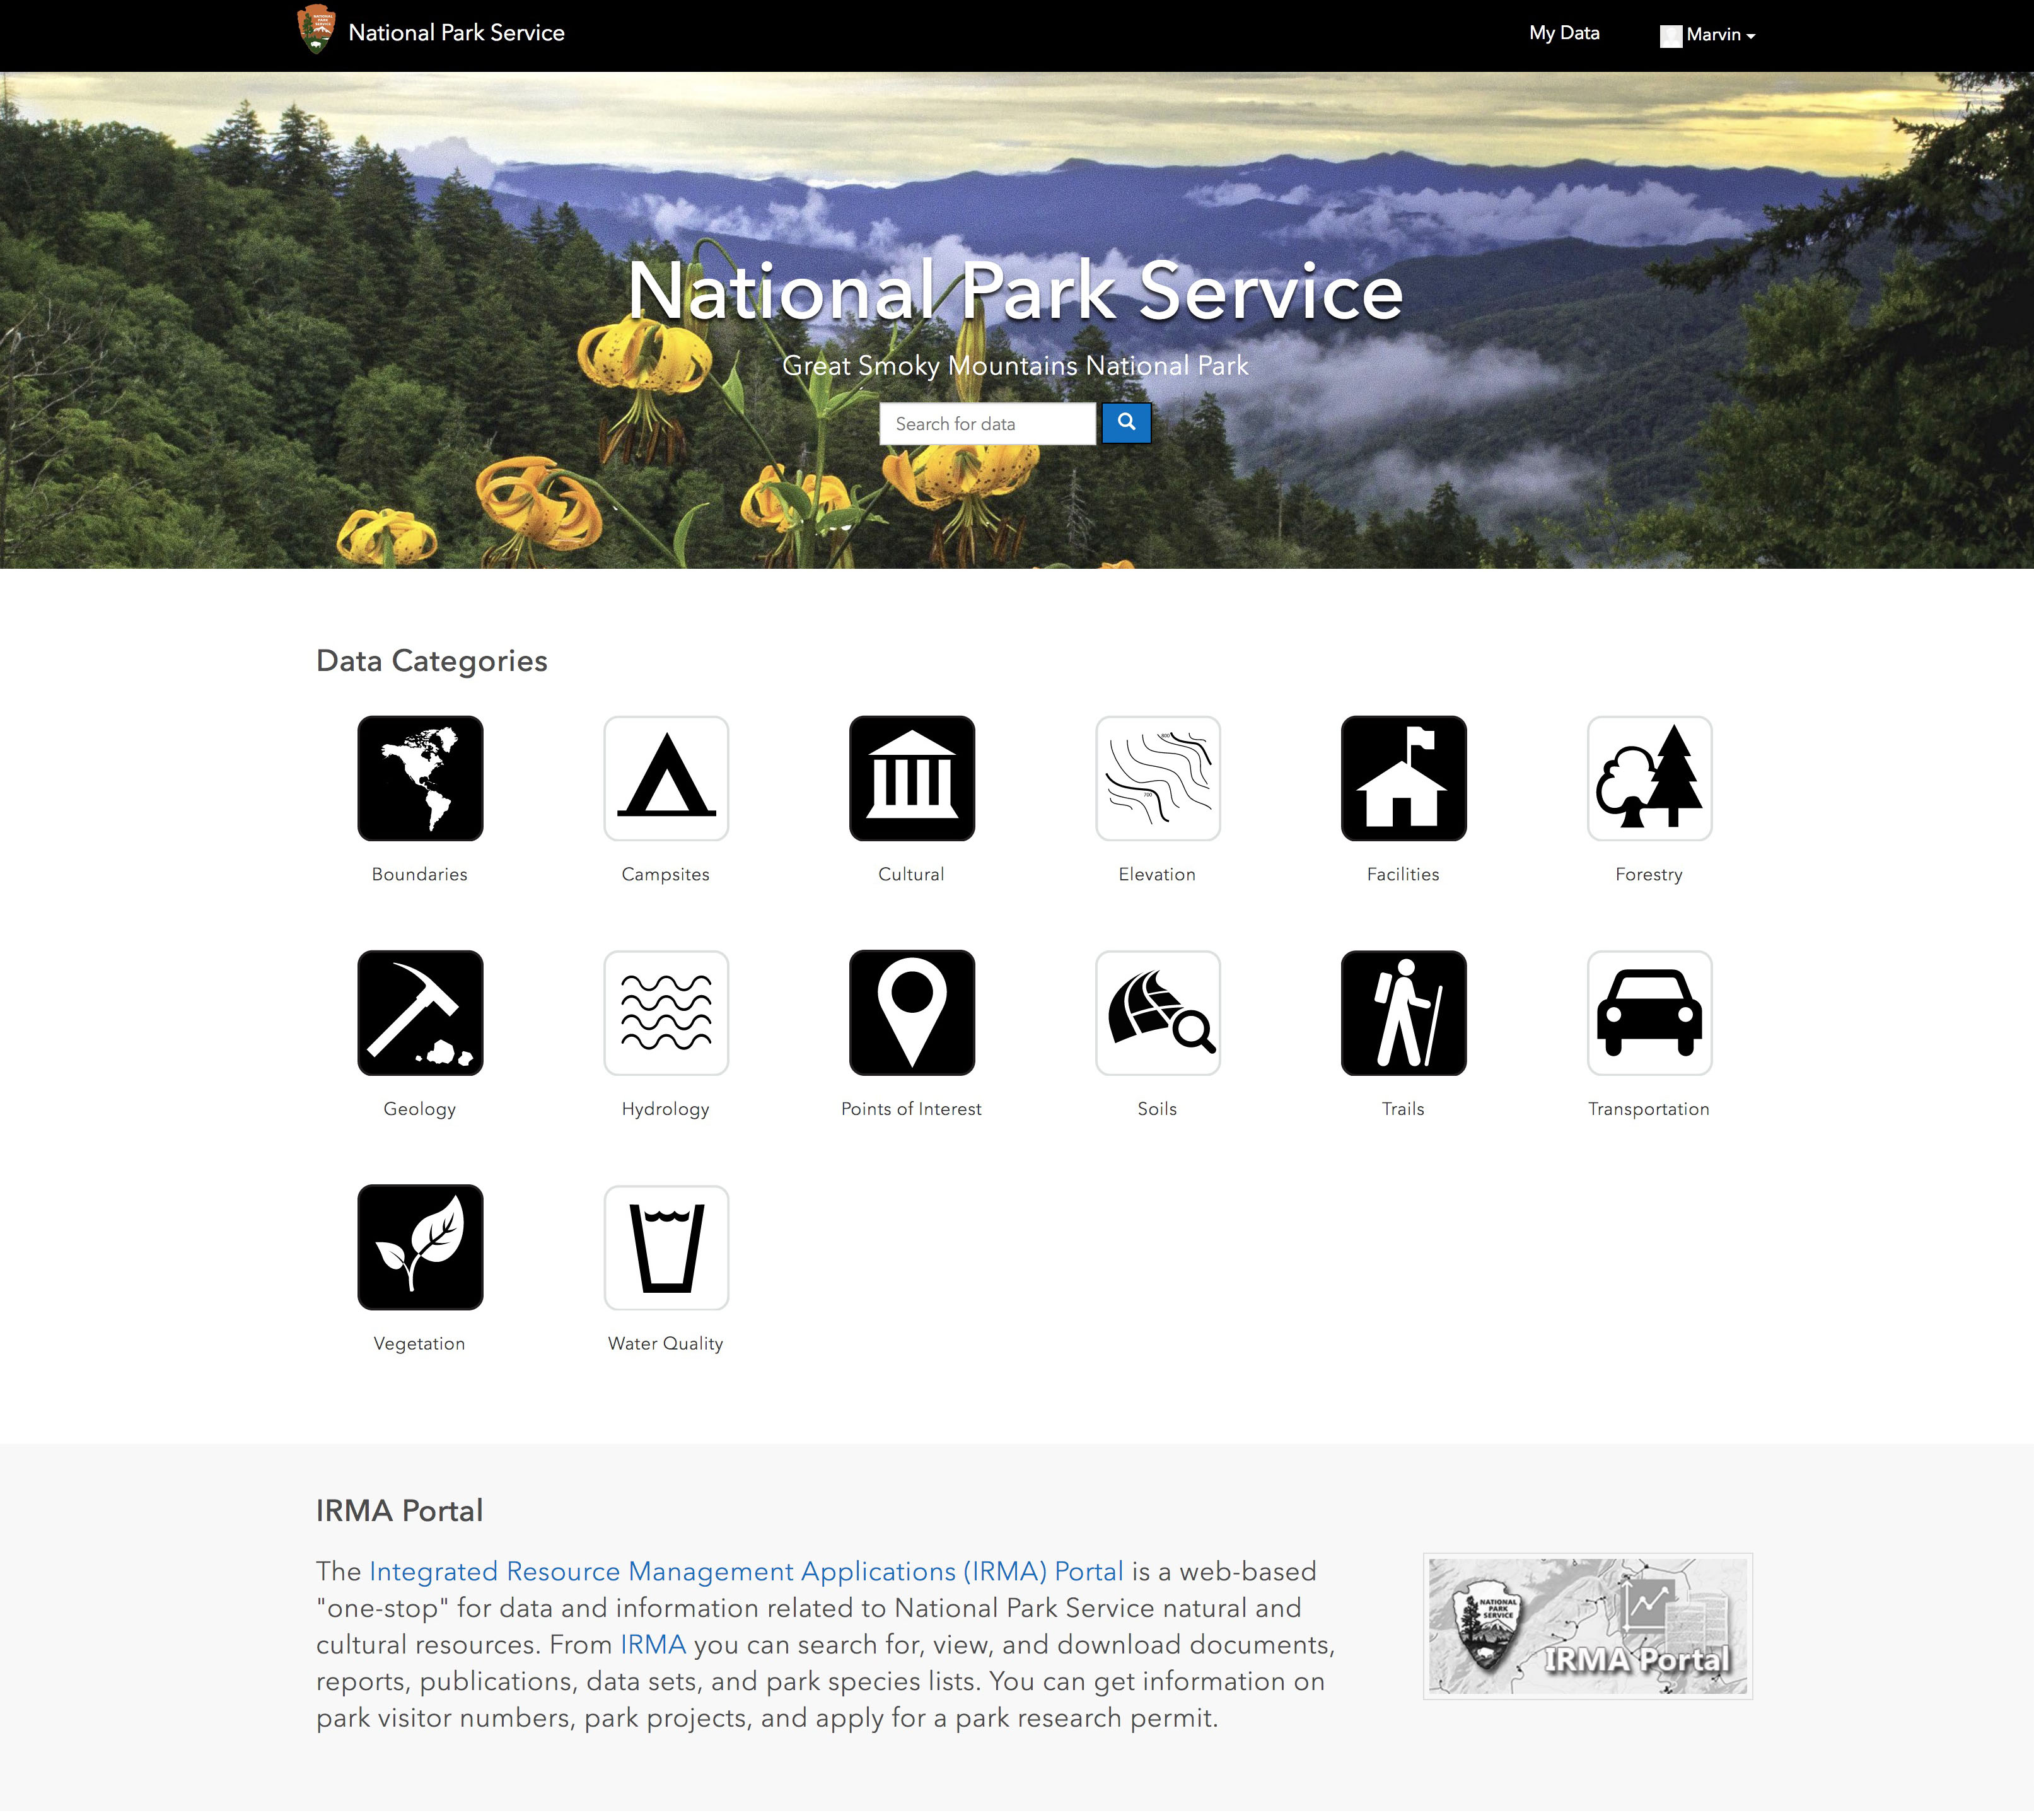 National Park Service
My Data
Marvin
National Park Service
Great Smoky Mountains National Park
Search for data
Data Categories
800
700
Boundaries
Campsites
Cultural
Elevation
Facilities
Forestry
Geology
Hydrology
Points of Interest
Soils
Trails
Transportation
Vegetation
Water Quality
IRMA Portal
The Integrated Resource Management Applications (IRMA) Portal is a web-based
"one-stop" for data and information related to National Park Service natural and
cultural resources. From IRMA you can search for, view, and download documents,
reports, publications, data sets, and park species lists. You can get information on
park visitor numbers, park projects, and apply for a park research permit.
NATIONAL
PARK
SERVICE
IRMA Portal